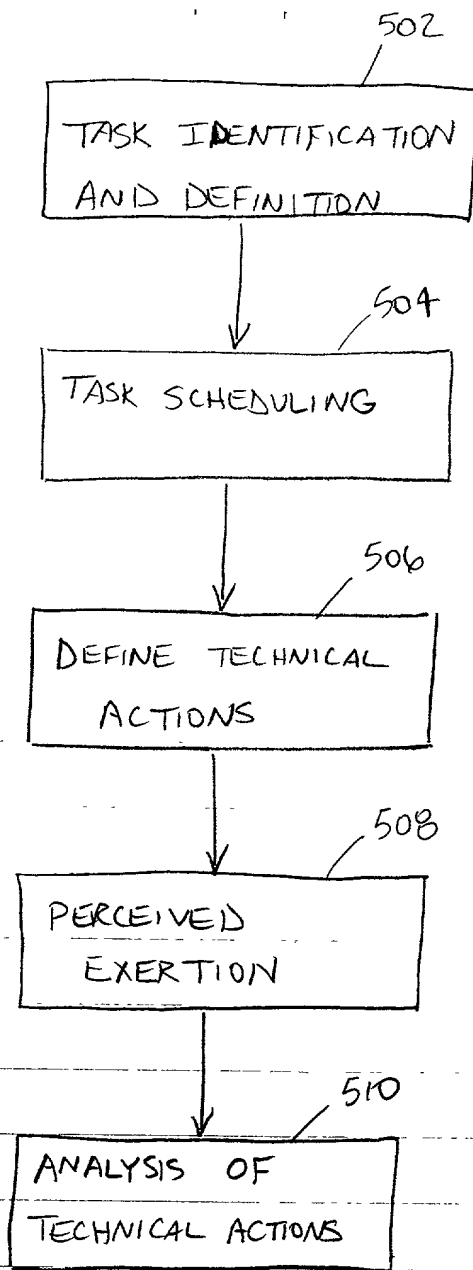 502
TASK IDENTIFICATION
AND DEFINITION
504
TASK SCHEDULING
506
DEFINE TECHNICAL
ACTIONS
508
PERCEIVED
EXERTION
510
ANALYSIS OF
TECHNICAL ACTIONS